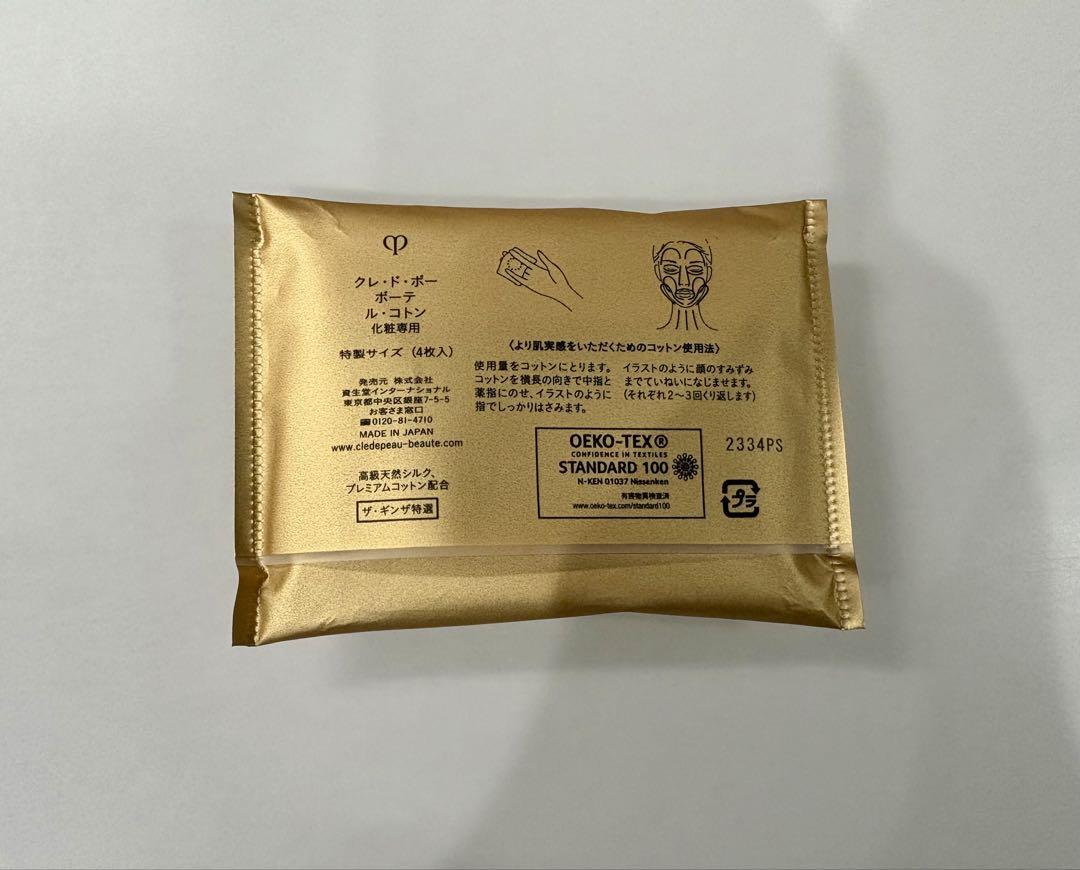 クレ・ド・ポー
ボーテ
ル・コトン
化粧専用
特製サイズ (4枚入)
発売元 株式会社
資生堂インターナショナル
東京都中央区銀座7-5-5
お客さま窓口
0120-81-4710
MADE IN JAPAN
www.cledepeau-beaute.com
高級天然シルク、
プレミアムコットン配合
ザ・ギンザ特選
〈より肌実感をいただくためのコットン使用法〉
使用量をコットンにとります。
コットンを横長の向きで中指と
薬指にのせ、イラストのように
指でしっかりはさみます。
イラストのように顔のすみずみ
までていねいになじませます。
(それぞれ2〜3回くり返します)
OEKO-TEX®
CONFIDENCE IN TEXTILES
STANDARD 100
N-KEN 01037 Nissenken
有害物質検査済
www.oeko-tex.com/standard100
2334PS
プラ